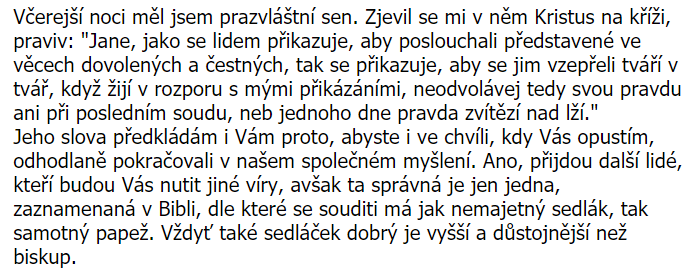 Včerejší noci měl jsem prazvláštní sen. Zjevil se mi v něm Kristus na kříži,
praviv: "Jane, jako se lidem přikazuje, aby poslouchali představené ve
věcech dovolených a čestných, tak se přikazuje, aby se jim vzepřeli tváří v
tvář, když žijí v rozporu s mými přikázáními, neodvolávej tedy svou pravdu
ani při posledním soudu, neb jednoho dne pravda zvítězí nad lží."
Jeho slova předkládám i Vám proto, abyste i ve chvíli, kdy Vás opustím,
odhodlaně pokračovali v našem společném myšlení. Ano, přijdou další lidé,
kteří budou Vás nutit jiné víry, avšak ta správná je jen jedna,
zaznamenaná v Bibli, dle které se souditi má jak nemajetný sedlák, tak
samotný papež. Vždyť také sedláček dobrý je vyšší a důstojnější než
biskup.